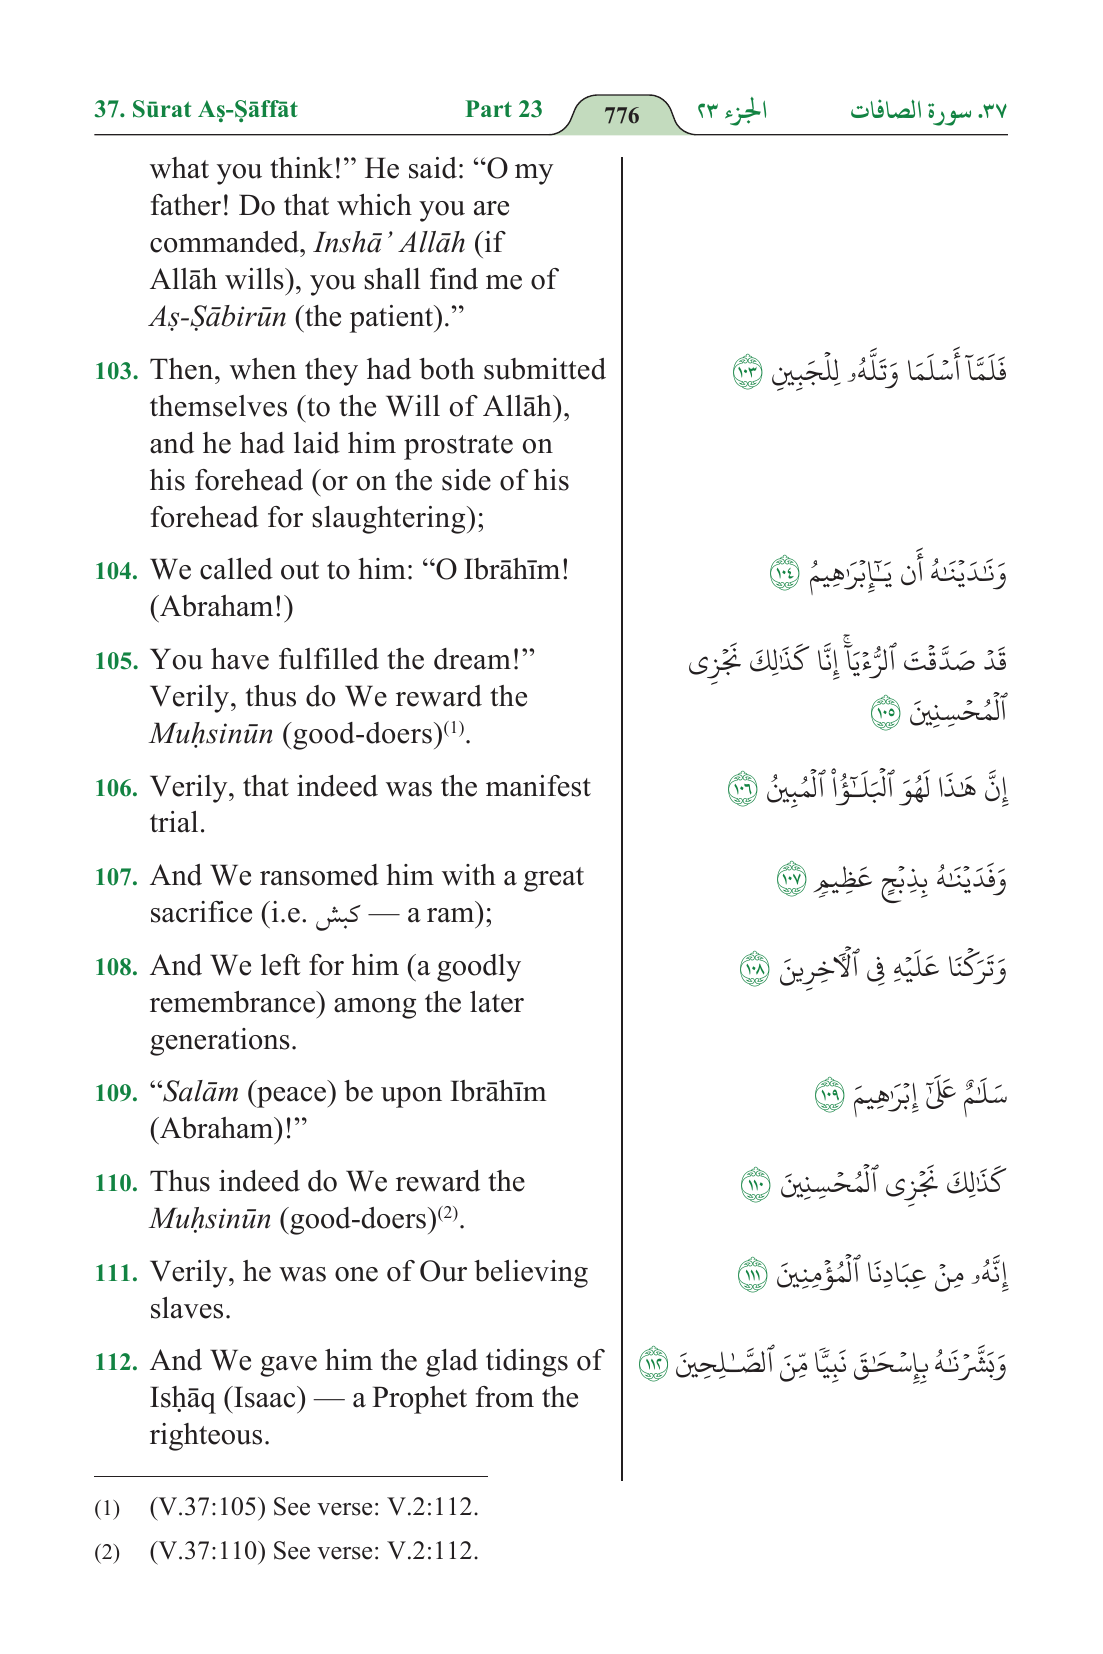 37. Sūrat Aṣ-Ṣāffāt Part 23 776 الجزء ٢٣ ٣٧. سورة الصافات
what you think!” He said: “O my
father! Do that which you are
commanded, Inshā’ Allāh (if
Allāh wills), you shall find me of
Aṣ-Ṣābirūn (the patient).”
103. Then, when they had both submitted
themselves (to the Will of Allāh),
and he had laid him prostrate on
his forehead (or on the side of his
forehead for slaughtering);
فَلَمَّآ أَسْلَمَا وَتَلَّهُۥ لِلْجَبِينِ ١٠٣
104. We called out to him: “O Ibrāhīm!
(Abraham!)
وَنَٰدَيْنَٰهُ أَن يَٰٓإِبْرَٰهِيمُ ١٠٤
105. You have fulfilled the dream!”
Verily, thus do We reward the
Muḥsinūn (good-doers)(1).
قَدْ صَدَّقْتَ ٱلرُّءْيَآ ۚ إِنَّا كَذَٰلِكَ نَجْزِى
ٱلْمُحْسِنِينَ ١٠٥
106. Verily, that indeed was the manifest
trial.
إِنَّ هَٰذَا لَهُوَ ٱلْبَلَٰٓؤُا۟ ٱلْمُبِينُ ١٠٦
107. And We ransomed him with a great
sacrifice (i.e. كبش — a ram);
وَفَدَيْنَٰهُ بِذِبْحٍ عَظِيمٍ ١٠٧
108. And We left for him (a goodly
remembrance) among the later
generations.
وَتَرَكْنَا عَلَيْهِ فِى ٱلْءَاخِرِينَ ١٠٨
109. “Salām (peace) be upon Ibrāhīm
(Abraham)!”
سَلَٰمٌ عَلَىٰٓ إِبْرَٰهِيمَ ١٠٩
110. Thus indeed do We reward the
Muḥsinūn (good-doers)(2).
كَذَٰلِكَ نَجْزِى ٱلْمُحْسِنِينَ ١١٠
111. Verily, he was one of Our believing
slaves.
إِنَّهُۥ مِنْ عِبَادِنَا ٱلْمُؤْمِنِينَ ١١١
112. And We gave him the glad tidings of
Isḥāq (Isaac) — a Prophet from the
righteous.
وَبَشَّرْنَٰهُ بِإِسْحَٰقَ نَبِيًّا مِّنَ ٱلصَّٰلِحِينَ ١١٢
(1) (V.37:105) See verse: V.2:112.
(2) (V.37:110) See verse: V.2:112.